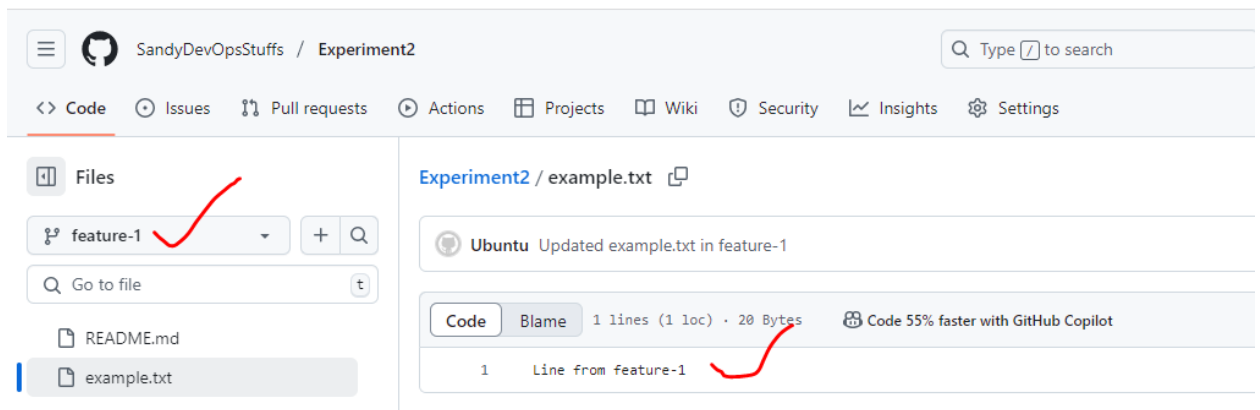 SandyDevOpsStuffs / Experiment2
Type / to search
<> Code Issues Pull requests Actions Projects Wiki Security Insights Settings
Files
Experiment2 / example.txt
feature-1
Ubuntu Updated example.txt in feature-1
Go to file t
Code Blame 1 lines (1 loc) · 20 Bytes Code 55% faster with GitHub Copilot
README.md
1 Line from feature-1
example.txt